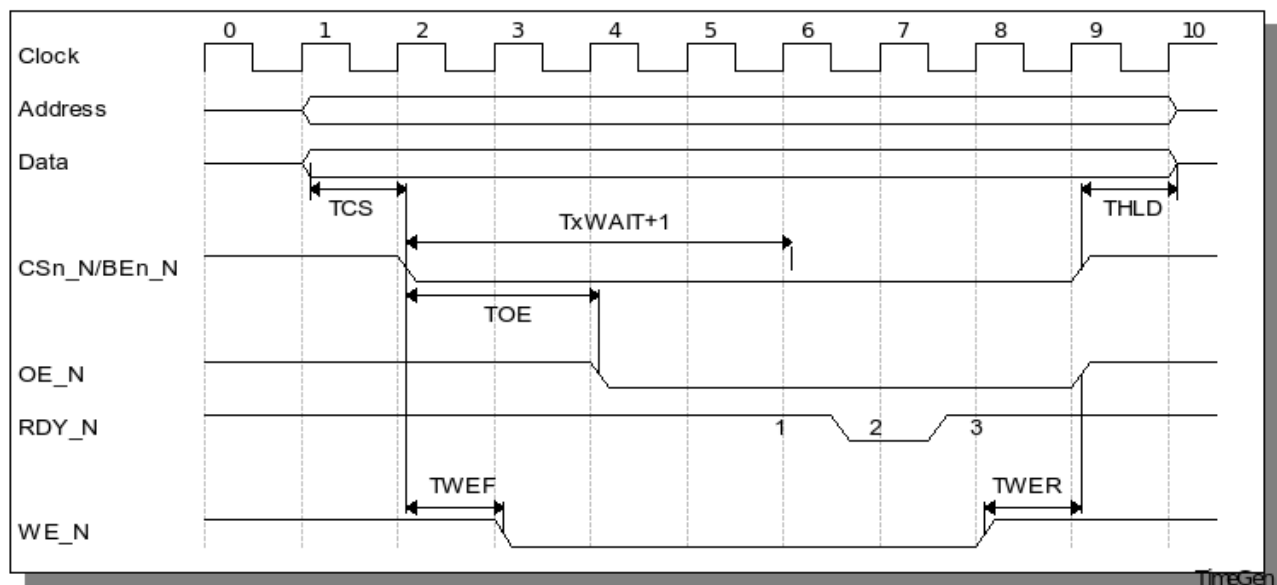 0 1 2 3 4 5 6 7 8 9 10
Clock
Address
Data
TCS
THLD
TxWAIT+1
CSn_N/BEn_N
TOE
OE_N
RDY_N
1 2 3
TWEF
TWER
WE_N
TimeGen